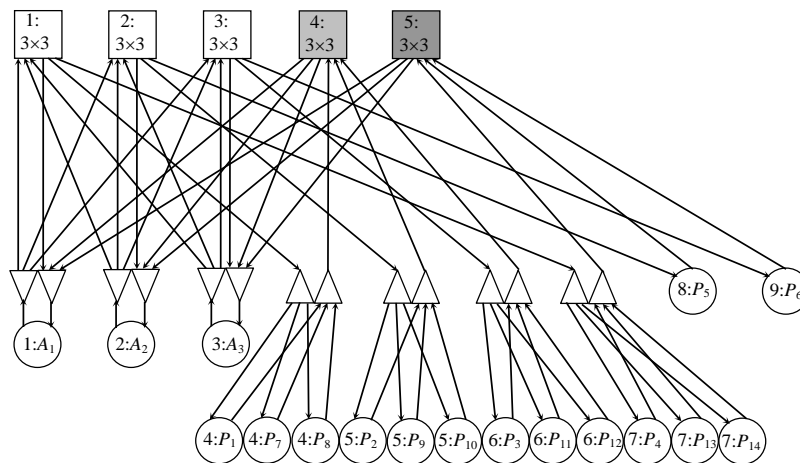 1:
3×3
2:
3×3
3:
3×3
4:
3×3
5:
3×3
8:P₅
9:P₆
1:A₁
2:A₂
3:A₃
4:P₁
4:P₇
4:P₈
5:P₂
5:P₉
5:P₁₀
6:P₃
6:P₁₁
6:P₁₂
7:P₄
7:P₁₃
7:P₁₄